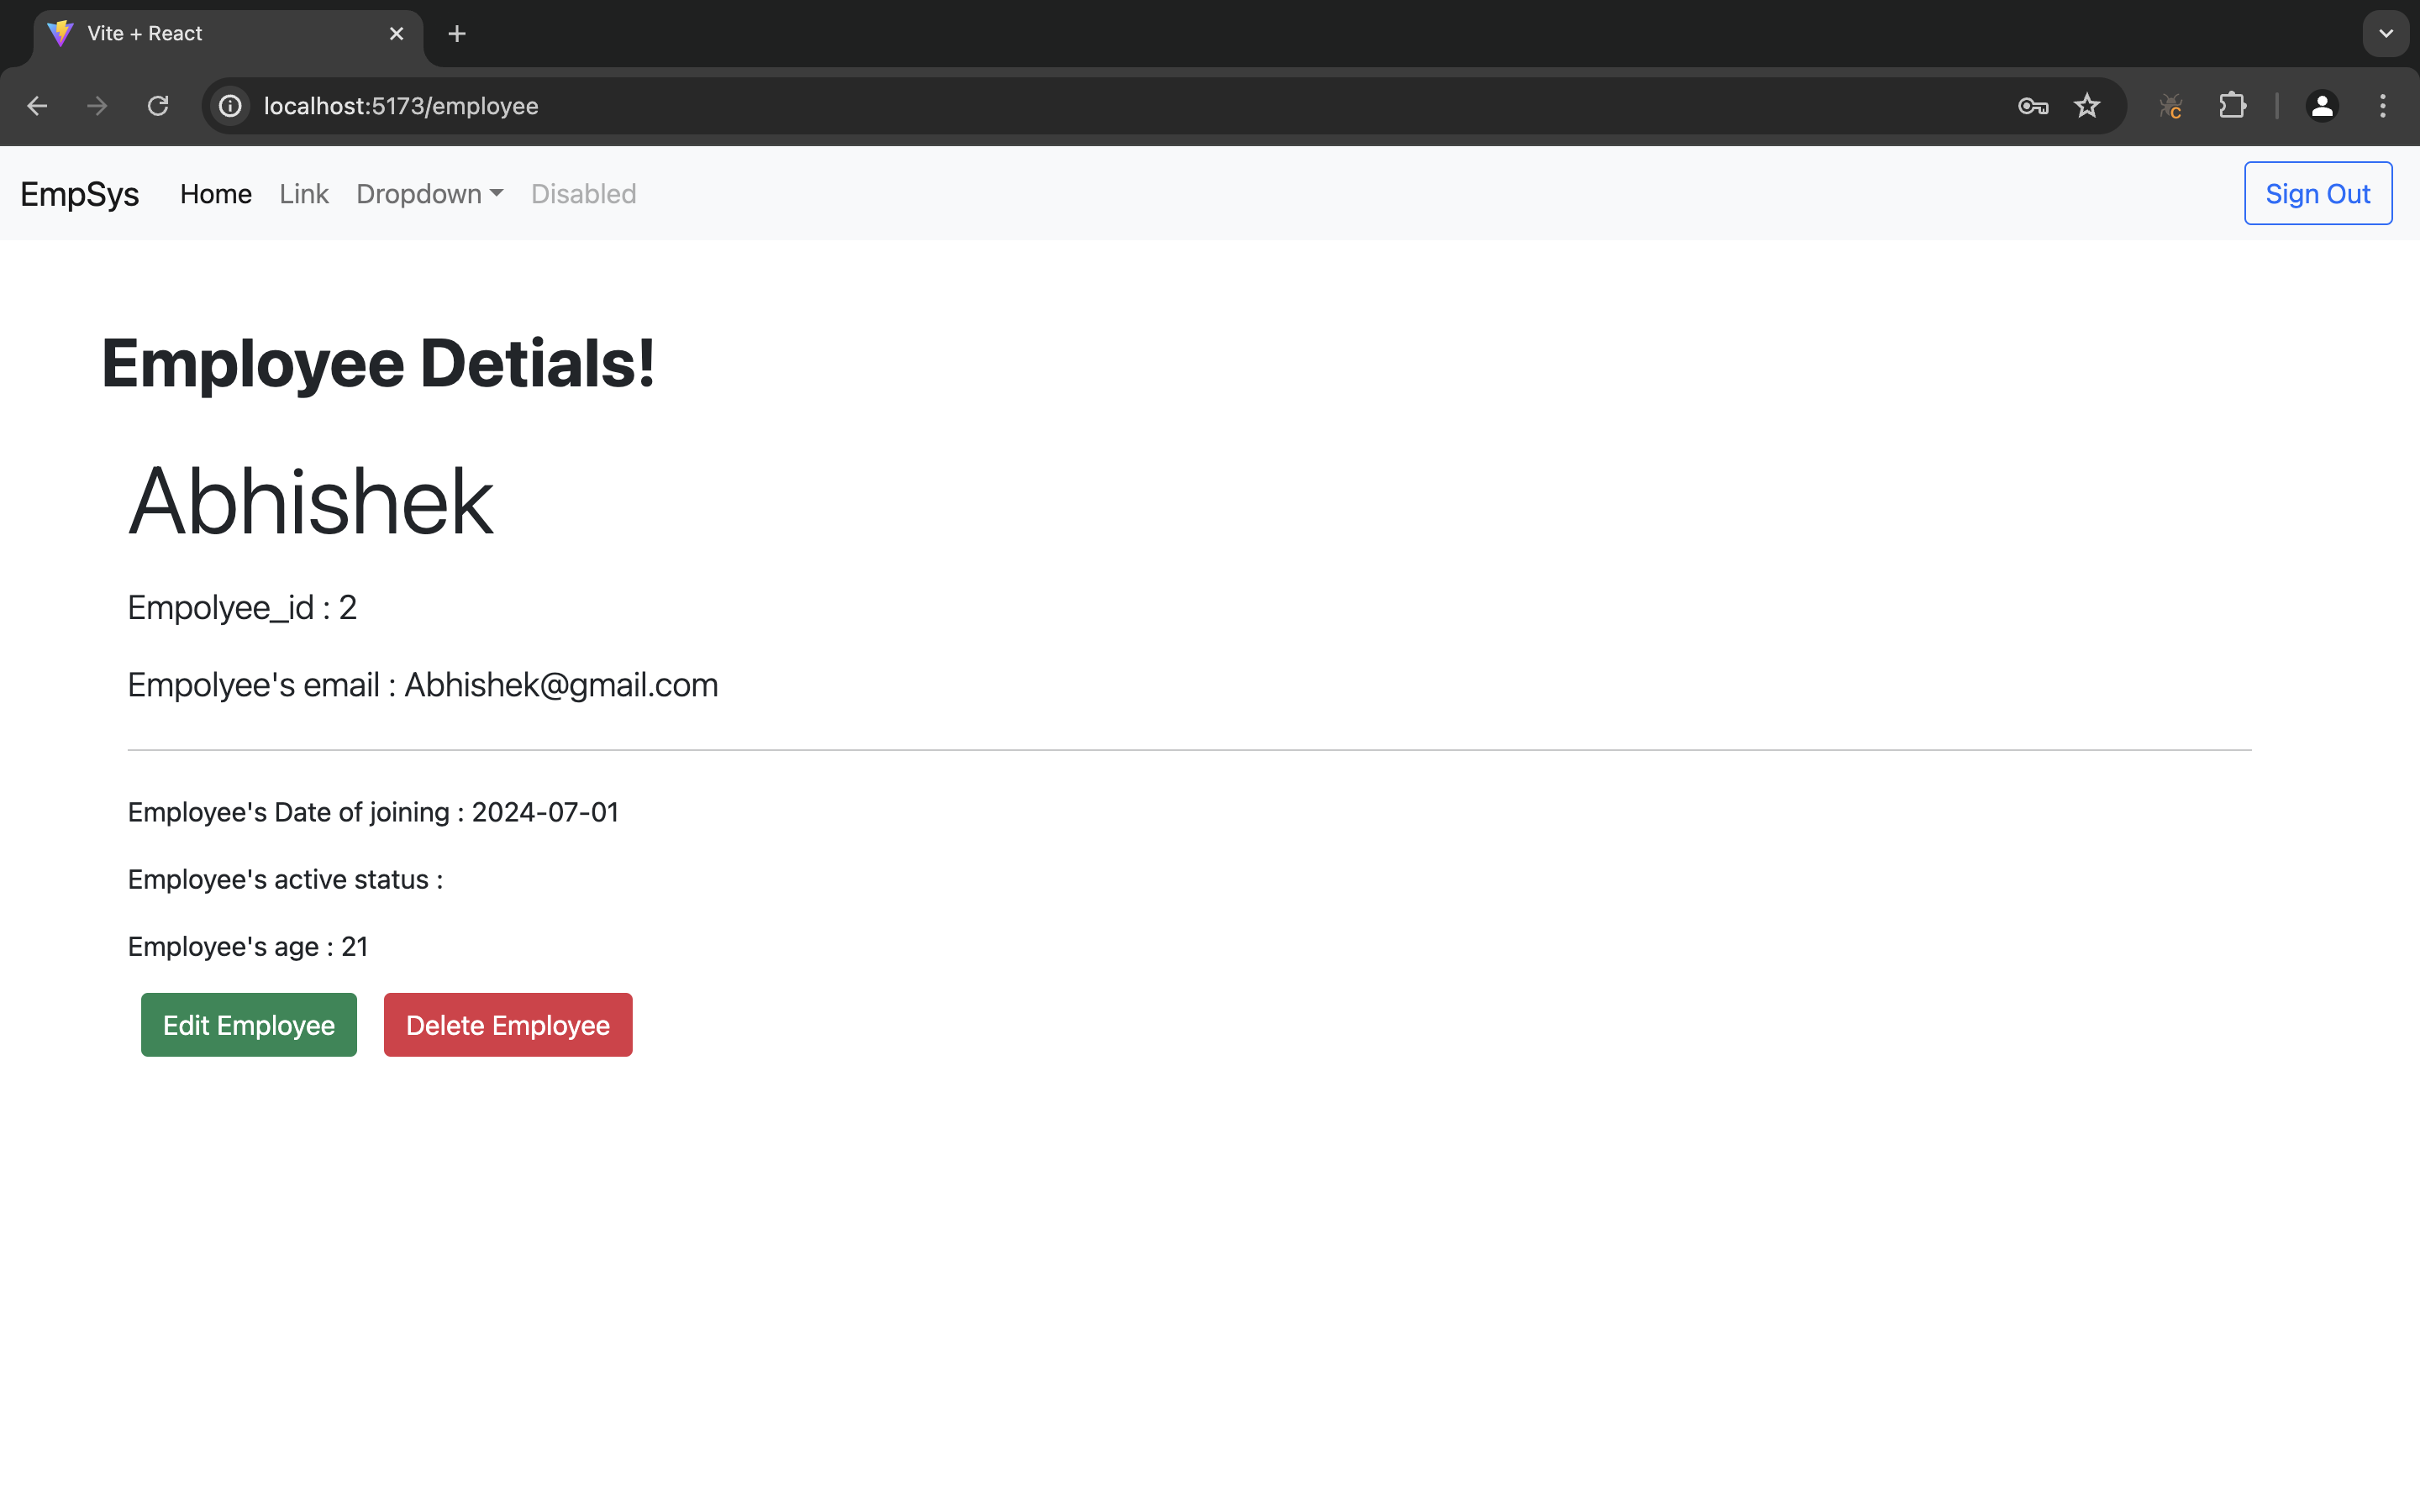 Vite + React
localhost:5173/employee
C
EmpSys Home Link Dropdown Disabled Sign Out
Employee Detials!
Abhishek
Empolyee_id : 2
Empolyee's email : Abhishek@gmail.com
Employee's Date of joining : 2024-07-01
Employee's active status :
Employee's age : 21
Edit Employee Delete Employee